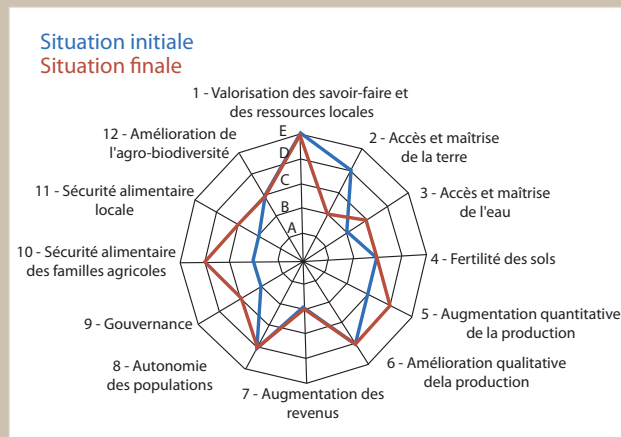 Situation initiale
Situation finale
1 - Valorisation des savoir-faire et
des ressources locales
2 - Accès et maîtrise
de la terre
3 - Accès et maîtrise
de l'eau
4 - Fertilité des sols
5 - Augmentation quantitative
de la production
6 - Amélioration qualitative
dela production
7 - Augmentation des
revenus
8 - Autonomie
des populations
9 - Gouvernance
10 - Sécurité alimentaire
des familles agricoles
11 - Sécurité alimentaire
locale
12 - Amélioration de
l'agro-biodiversité
E
D
C
B
A